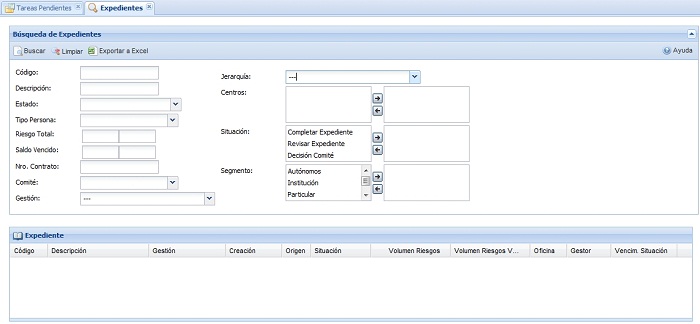 Tareas Pendientes
Expedientes
Búsqueda de Expedientes
Buscar Limpiar Exportar a Excel Ayuda
Código:
Descripción:
Estado:
Tipo Persona:
Riesgo Total:
Saldo Vencido:
Nro. Contrato:
Comité:
Gestión: ---
Jerarquía: ---
Centros:
Situación:
Completar Expediente
Revisar Expediente
Decisión Comité
Segmento:
Autónomos
Institución
Particular
Expediente
Código Descripción Gestión Creación Origen Situación Volumen Riesgos Volumen Riesgos V... Oficina Gestor Vencim. Situación